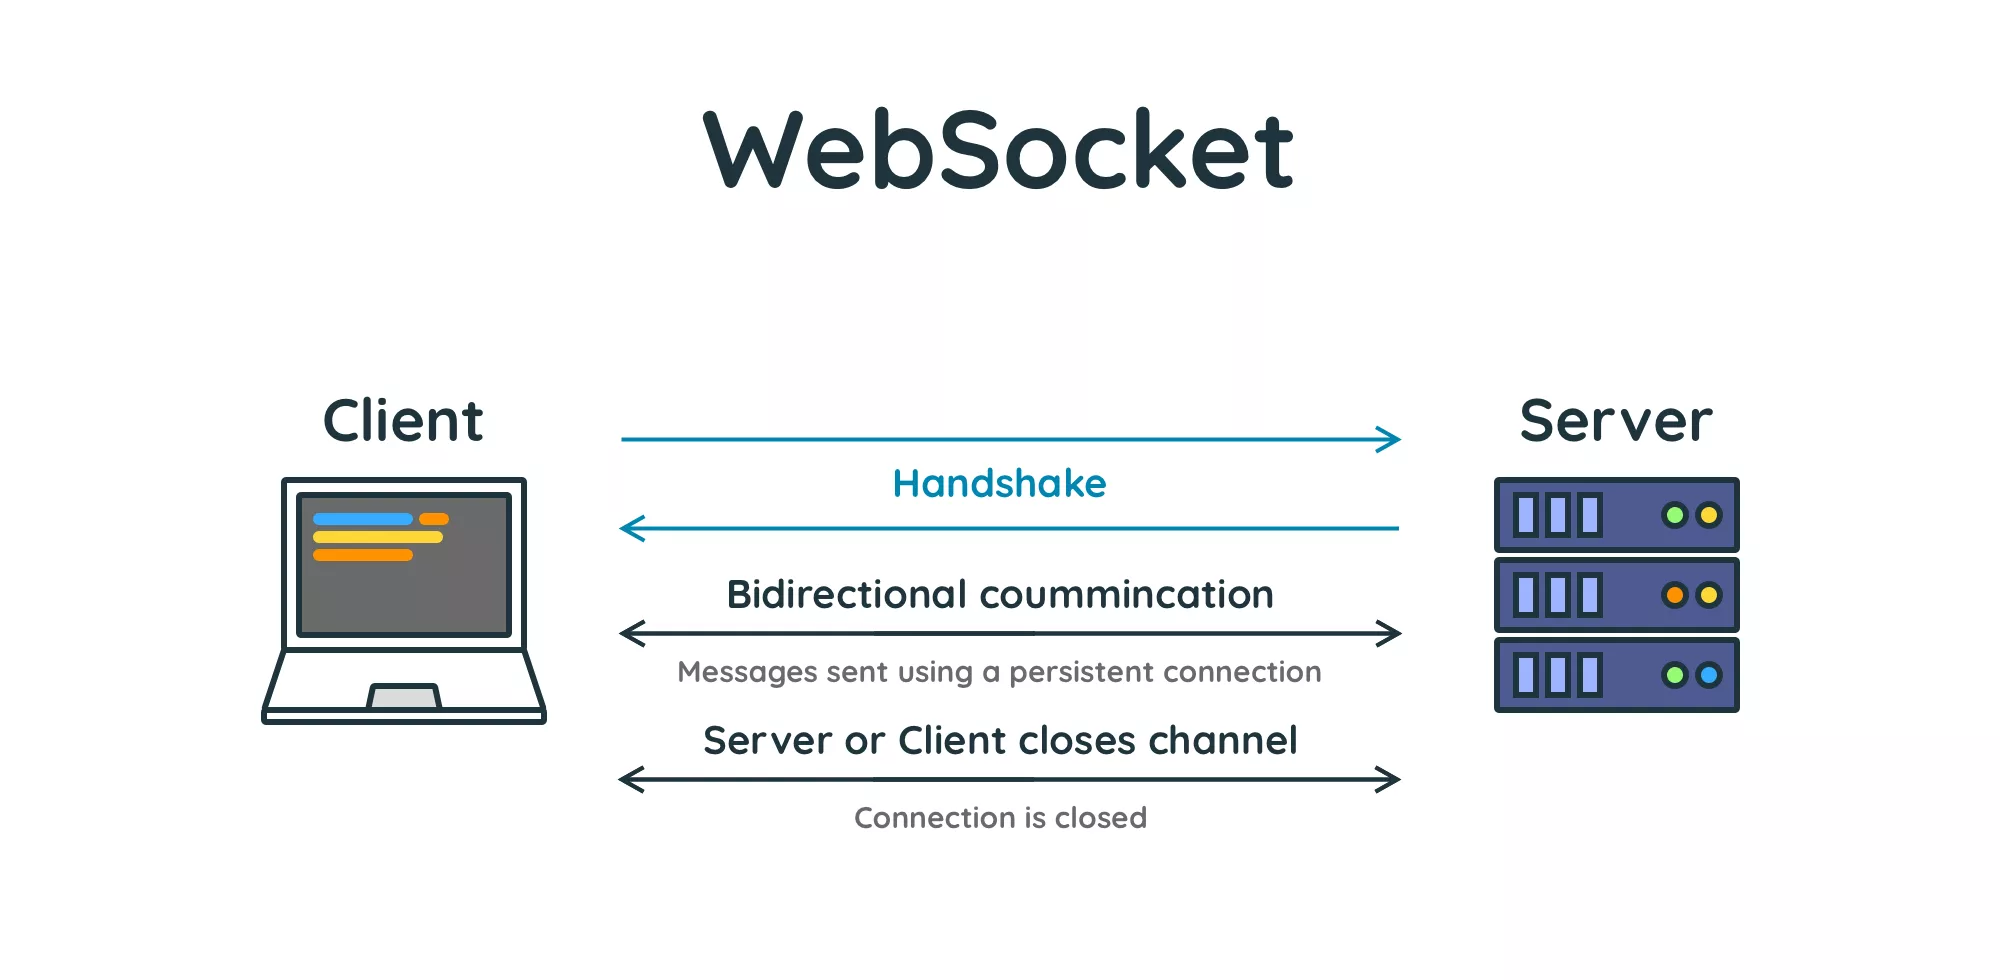 WebSocket
Client
Server
Handshake
Bidirectional coummincation
Messages sent using a persistent connection
Server or Client closes channel
Connection is closed